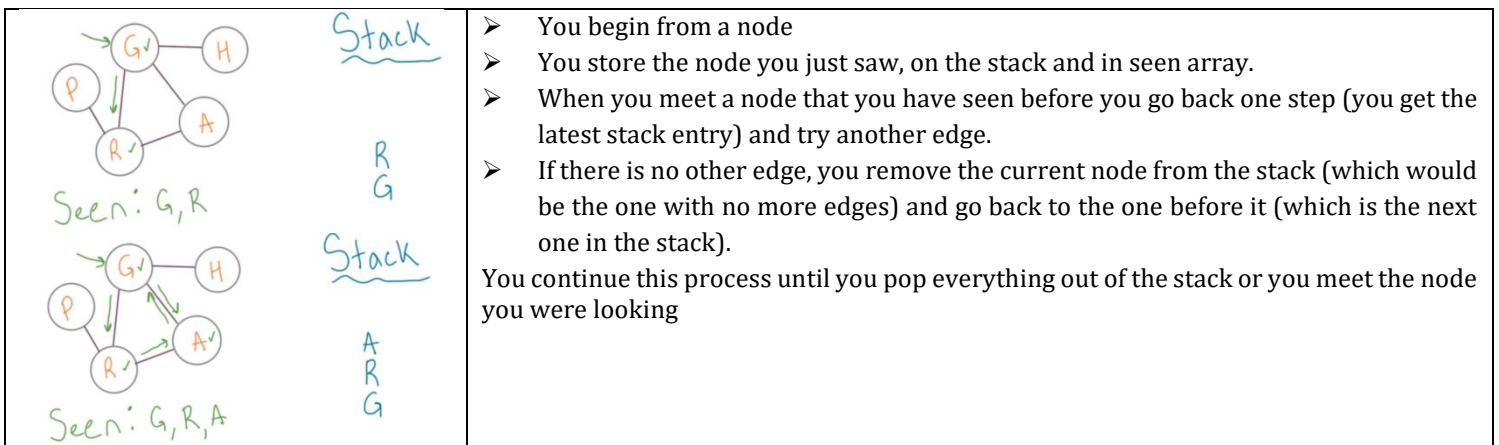 G
H
P
A
R
Seen: G, R
Stack
R
G
G
H
P
A
R
Seen: G, R, A
Stack
A
R
G
➢ You begin from a node
➢ You store the node you just saw, on the stack and in seen array.
➢ When you meet a node that you have seen before you go back one step (you get the
latest stack entry) and try another edge.
➢ If there is no other edge, you remove the current node from the stack (which would
be the one with no more edges) and go back to the one before it (which is the next
one in the stack).
You continue this process until you pop everything out of the stack or you meet the node
you were looking